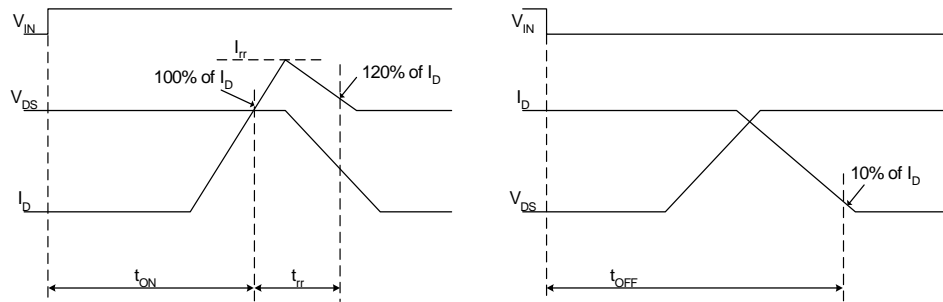 V_IN
I_rr
100% of I_D
120% of I_D
V_DS
I_D
t_ON
t_rr
V_IN
I_D
10% of I_D
V_DS
t_OFF